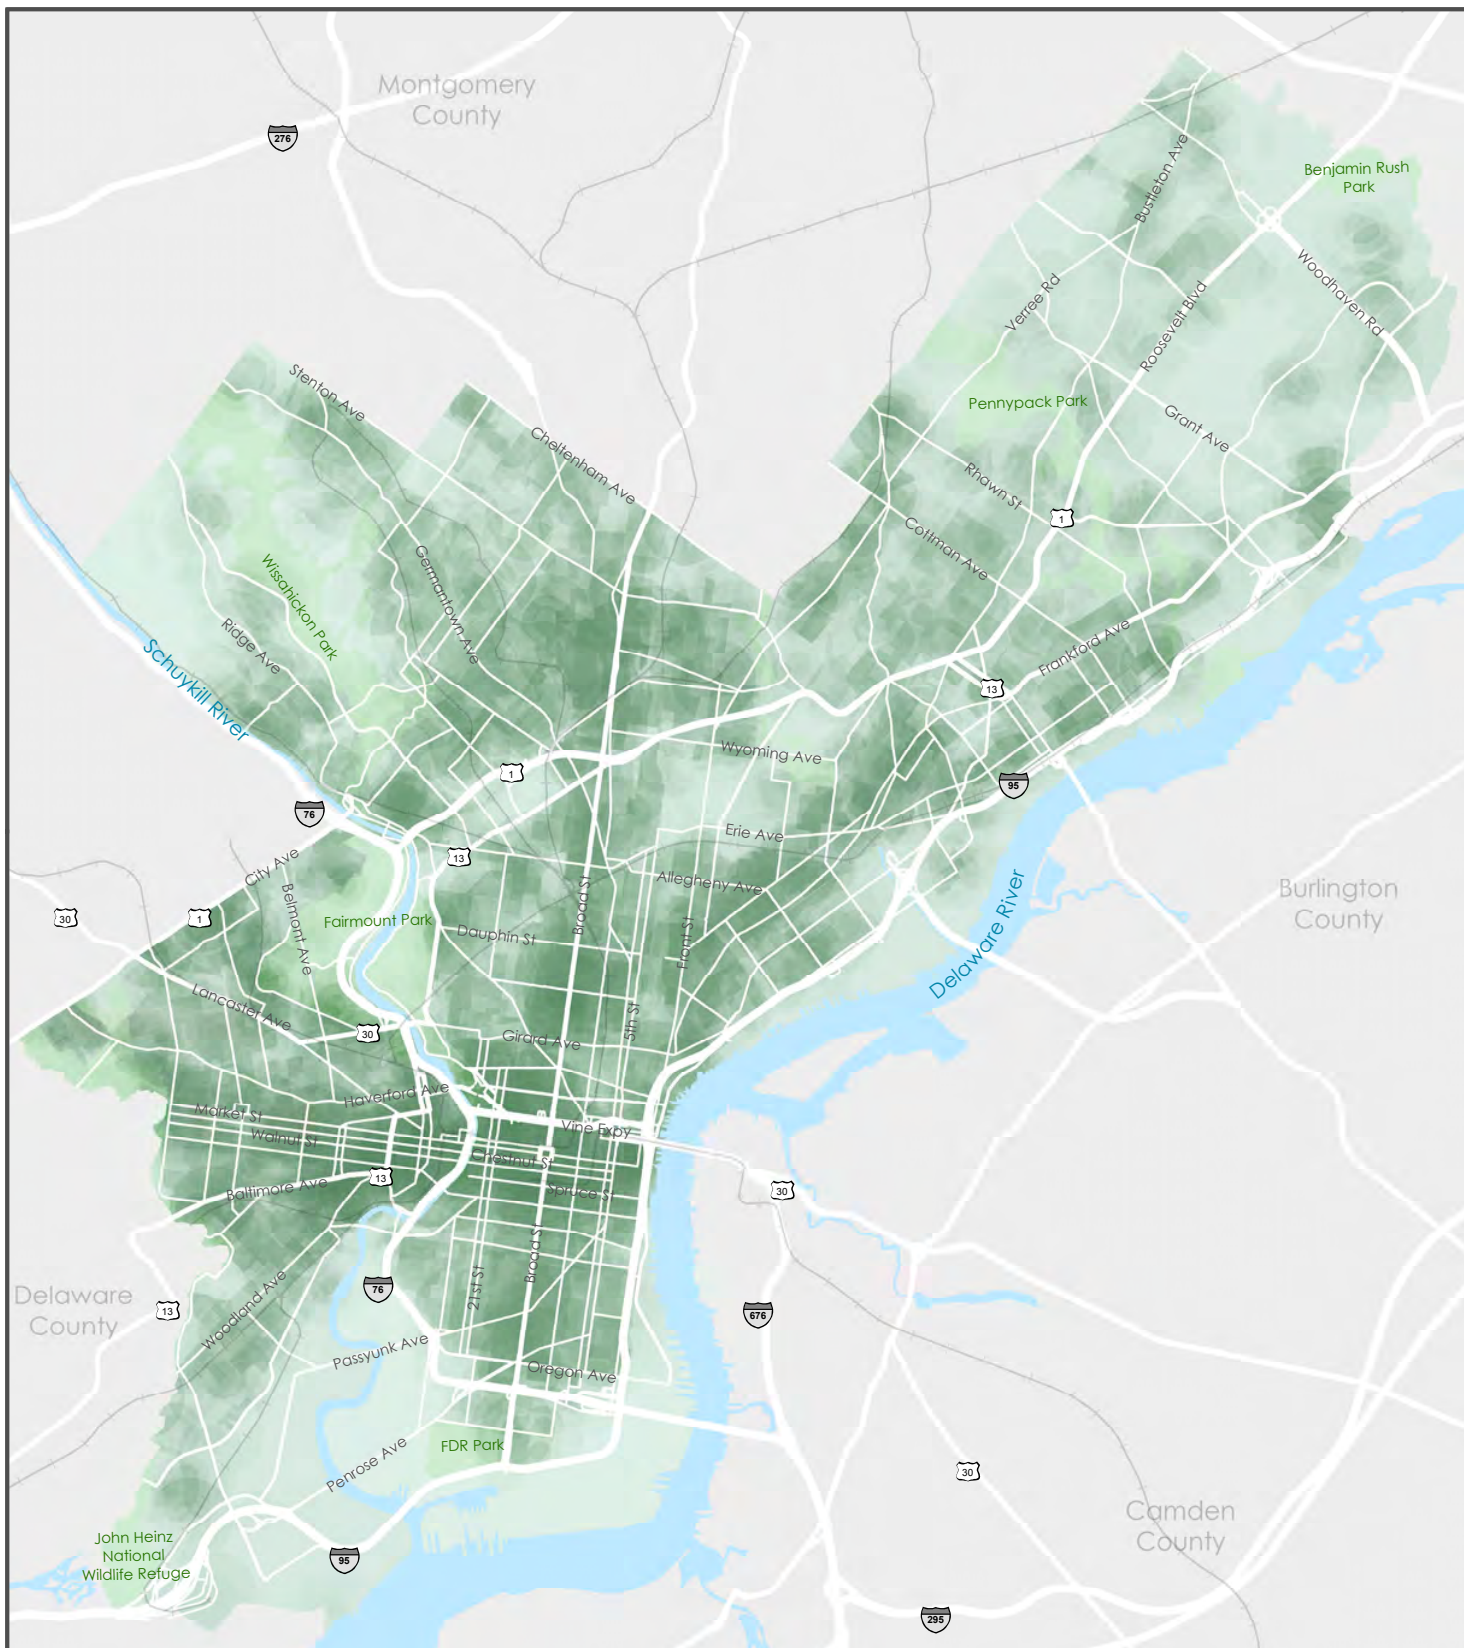 Montgomery
County
276
Benjamin Rush
Park
Bustleton Ave
Woodhaven Rd
Verree Rd
Roosevelt Blvd
Stenton Ave
Pennypack Park
Grant Ave
Cheltenham Ave
Rhawn St
1
Cottman Ave
Germantown Ave
Wissahickon Park
Ridge Ave
Frankford Ave
Schuykill River
13
Wyoming Ave
1
95
76
Erie Ave
13
City Ave
Allegheny Ave
Burlington
County
Belmont Ave
Broad St
30
1
Fairmount Park
Dauphin St
Front St
Delaware River
Lancaster Ave
30
5th St
Girard Ave
Haverford Ave
Market St
Vine Expy
Walnut St
Chestnut St
13
Baltimore Ave
Spruce St
30
Broad St
Delaware
County
76
21st St
13
Woodland Ave
676
Passyunk Ave
Oregon Ave
FDR Park
Penrose Ave
30
Camden
County
John Heinz
National
Wildlife Refuge
95
295